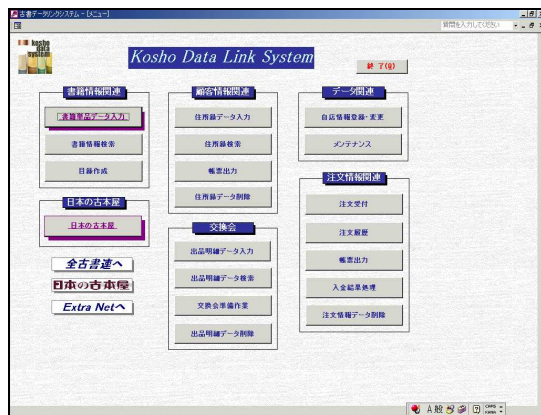 古書データリンクシステム - [メニュー]
質問を入力してください
kosho
data
system
Kosho Data Link System
終 了(Q)
書籍情報関連
書籍単品データ入力
書籍情報検索
目録作成
日本の古本屋
日本の古本屋
全古書連へ
日本の古本屋
Extra Netへ
顧客情報関連
住所録データ入力
住所録検索
帳票出力
住所録データ削除
交換会
出品明細データ入力
出品明細データ検索
交換会準備作業
出品明細データ削除
データ関連
自店情報登録・変更
メンテナンス
注文情報関連
注文受付
注文履歴
帳票出力
入金結果処理
注文情報データ削除
A 般
CAPS
KANA